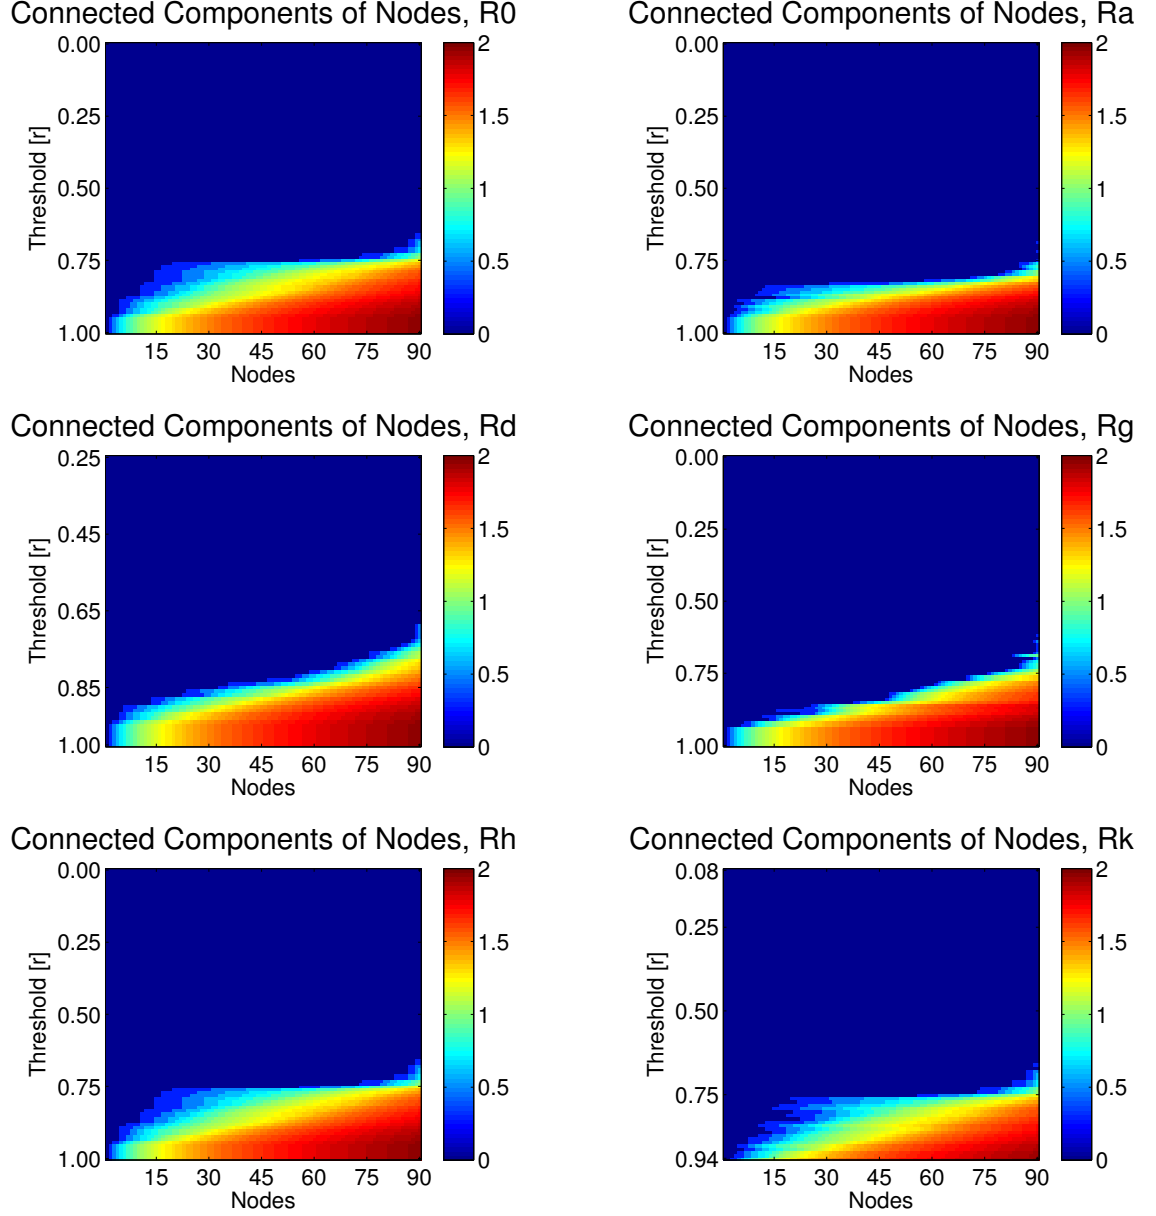 Connected Components of Nodes, R0
Threshold [r]
0.00
0.25
0.50
0.75
1.00
15 30 45 60 75 90
Nodes
2
1.5
1
0.5
0
Connected Components of Nodes, Ra
Threshold [r]
0.00
0.25
0.50
0.75
1.00
15 30 45 60 75 90
Nodes
2
1.5
1
0.5
0
Connected Components of Nodes, Rd
Threshold [r]
0.25
0.45
0.65
0.85
1.00
15 30 45 60 75 90
Nodes
2
1.5
1
0.5
0
Connected Components of Nodes, Rg
Threshold [r]
0.00
0.25
0.50
0.75
1.00
15 30 45 60 75 90
Nodes
2
1.5
1
0.5
0
Connected Components of Nodes, Rh
Threshold [r]
0.00
0.25
0.50
0.75
1.00
15 30 45 60 75 90
Nodes
2
1.5
1
0.5
0
Connected Components of Nodes, Rk
Threshold [r]
0.08
0.25
0.50
0.75
0.94
15 30 45 60 75 90
Nodes
2
1.5
1
0.5
0